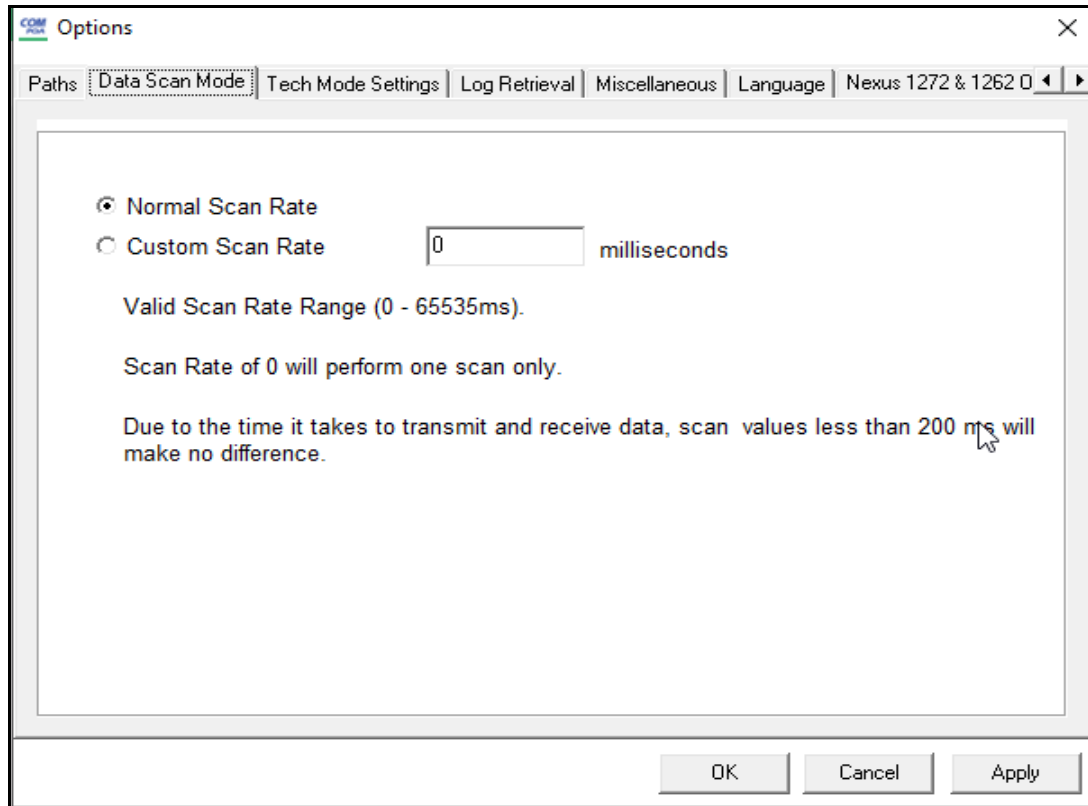 Options
Paths
Data Scan Mode
Tech Mode Settings
Log Retrieval
Miscellaneous
Language
Nexus 1272 & 1262 O
Normal Scan Rate
Custom Scan Rate
0
milliseconds
Valid Scan Rate Range (0 - 65535ms).
Scan Rate of 0 will perform one scan only.
Due to the time it takes to transmit and receive data, scan  values less than 200 ms will
make no difference.
OK
Cancel
Apply